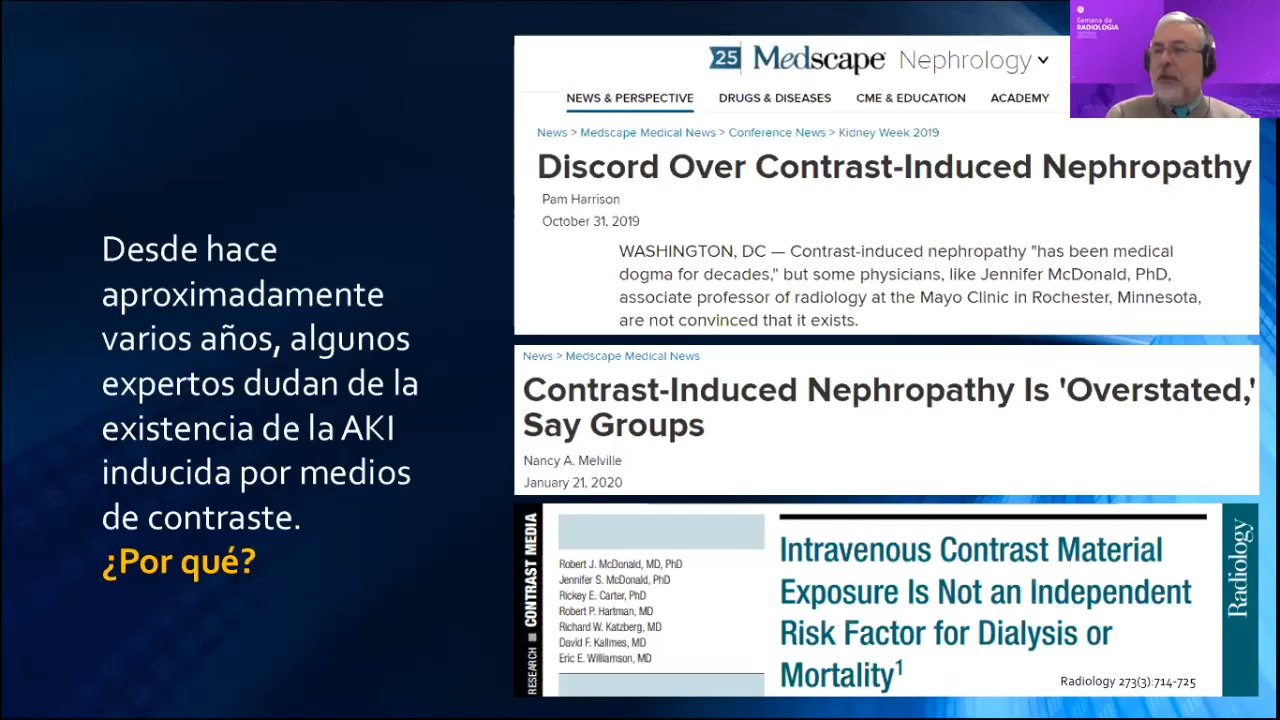 Desde hace
aproximadamente
varios años, algunos
expertos dudan de la
existencia de la AKI
inducida por medios
de contraste.
¿Por qué?
25 Medscape Nephrology
NEWS & PERSPECTIVE DRUGS & DISEASES CME & EDUCATION ACADEMY
News > Medscape Medical News > Conference News > Kidney Week 2019
Discord Over Contrast-Induced Nephropathy
Pam Harrison
October 31, 2019
WASHINGTON, DC — Contrast-induced nephropathy "has been medical
dogma for decades," but some physicians, like Jennifer McDonald, PhD,
associate professor of radiology at the Mayo Clinic in Rochester, Minnesota,
are not convinced that it exists.
News > Medscape Medical News
Contrast-Induced Nephropathy Is 'Overstated,'
Say Groups
Nancy A. Melville
January 21, 2020
RESEARCH ■ CONTRAST MEDIA
Robert J. McDonald, MD, PhD
Jennifer S. McDonald, PhD
Rickey E. Carter, PhD
Robert P. Hartman, MD
Richard W. Katzberg, MD
David F. Kallmes, MD
Eric E. Williamson, MD
Intravenous Contrast Material
Exposure Is Not an Independent
Risk Factor for Dialysis or
Mortality¹
Radiology 273(3):714-725
Radiology
Semana da
RADIOLOGIA